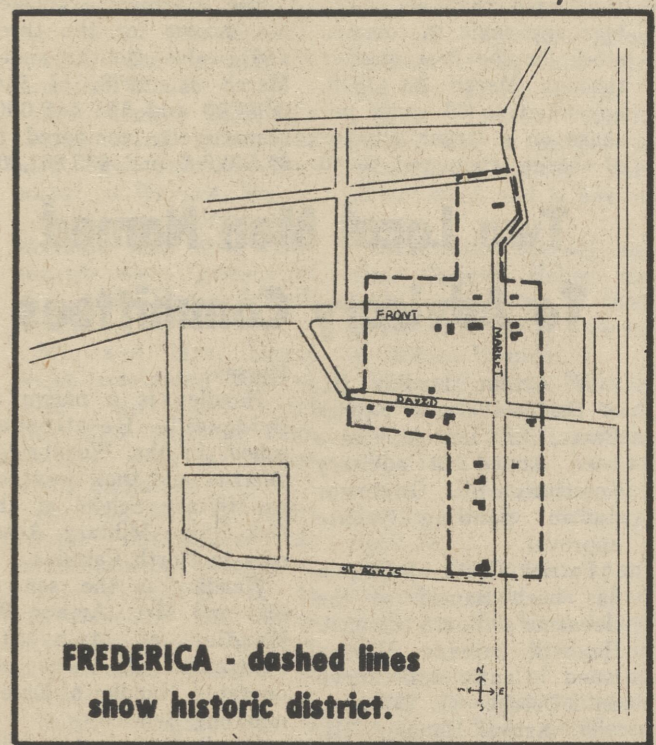 FRONT
MARKET
DAVID
ST. AGNES
N
E
FREDERICA - dashed lines
show historic district.